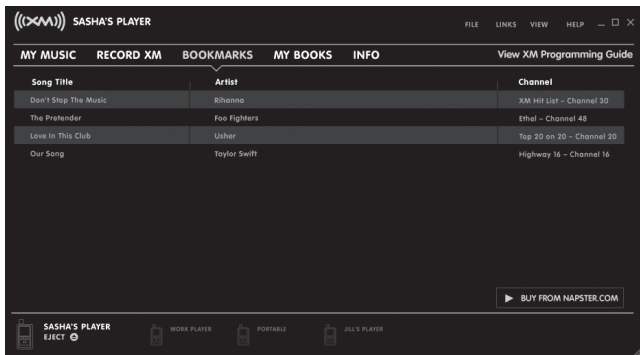 ((XM)) SASHA'S PLAYER FILE LINKS VIEW HELP
MY MUSIC RECORD XM BOOKMARKS MY BOOKS INFO View XM Programming Guide
Song Title Artist Channel
Don't Stop The Music Rihanna XM Hit List – Channel 30
The Pretender Foo Fighters Ethel – Channel 48
Love In This Club Usher Top 20 on 20 – Channel 20
Our Song Taylor Swift Highway 16 – Channel 16
BUY FROM NAPSTER.COM
SASHA'S PLAYER WORK PLAYER PORTABLE JILL'S PLAYER
EJECT